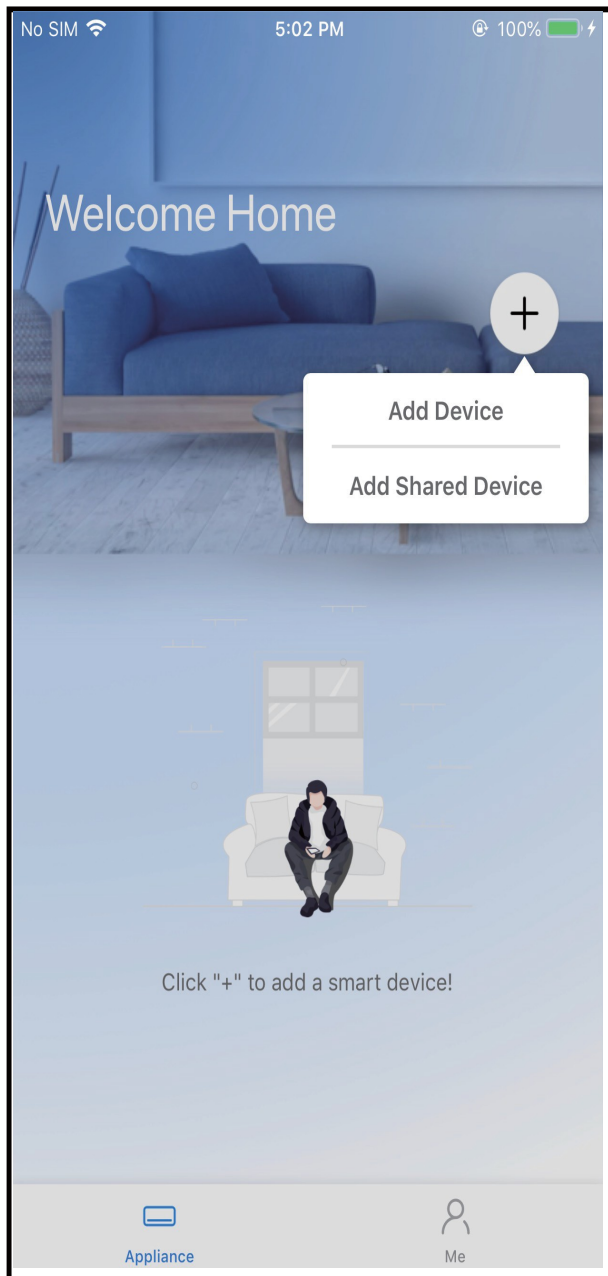 No SIM 5:02 PM 100%
Welcome Home
+
Add Device
Add Shared Device
Click "+" to add a smart device!
Appliance Me